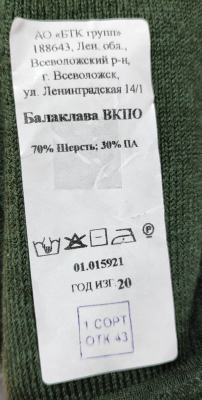 АО «БТК групп»
188643, Лен. обл.,
Всеволожский р-н,
г. Всеволожск,
ул. Ленинградская 14/1
Балаклава ВКПО
70% Шерсть; 30% ПА
Р
01.015921
ГОД ИЗГ. 20
1 СОРТ
ОТК 43